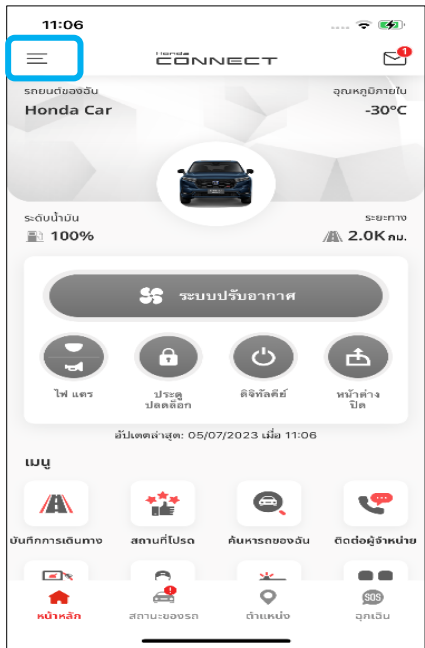 11:06
Honda
CONNECT
1
รถยนต์ของฉัน
อุณหภูมิภายใน
Honda Car
-30°C
ระดับน้ำมัน
ระยะทาง
100%
2.0K กม.
ระบบปรับอากาศ
ไฟ แตร
ประตู
ปลดล็อก
ดิจิทัลคีย์
หน้าต่าง
ปิด
อัปเดตล่าสุด: 05/07/2023 เมื่อ 11:06
เมนู
บันทึกการเดินทาง
สถานที่โปรด
ค้นหารถของฉัน
ติดต่อผู้จำหน่าย
หน้าหลัก
สถานะของรถ
ตำแหน่ง
SOS
ฉุกเฉิน